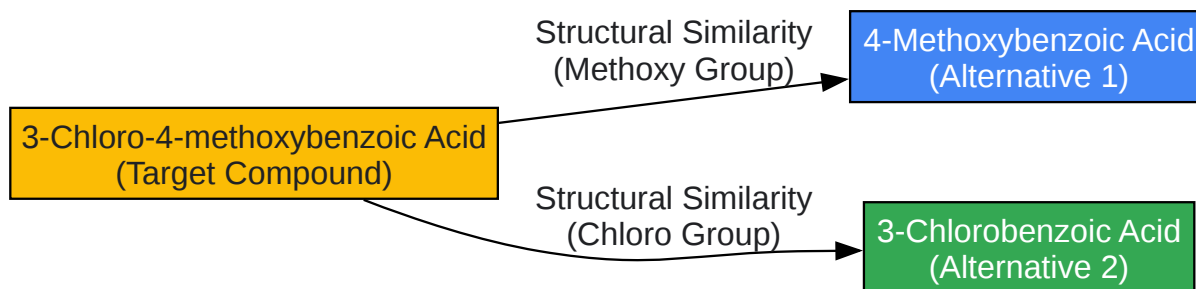 Structural Similarity
(Methoxy Group)
4-Methoxybenzoic Acid
(Alternative 1)
3-Chloro-4-methoxybenzoic Acid
(Target Compound)
Structural Similarity
(Chloro Group)
3-Chlorobenzoic Acid
(Alternative 2)